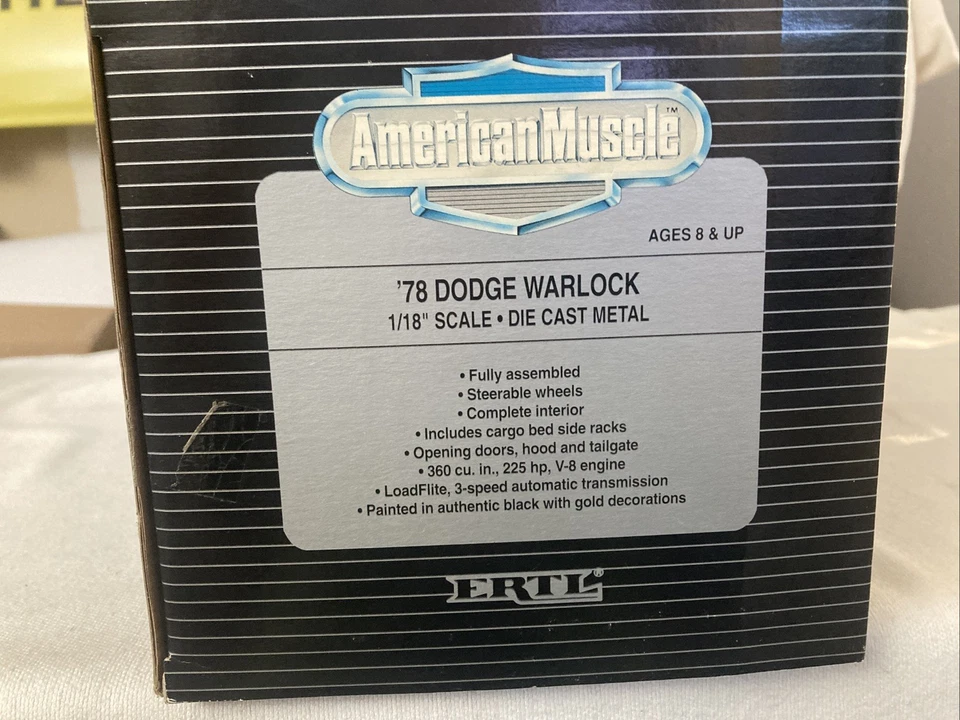 AmericanMuscle™
AGES 8 & UP
'78 DODGE WARLOCK
1/18" SCALE • DIE CAST METAL
• Fully assembled
• Steerable wheels
• Complete interior
• Includes cargo bed side racks
• Opening doors, hood and tailgate
• 360 cu. in., 225 hp, V-8 engine
• LoadFlite, 3-speed automatic transmission
• Painted in authentic black with gold decorations
ERTL®